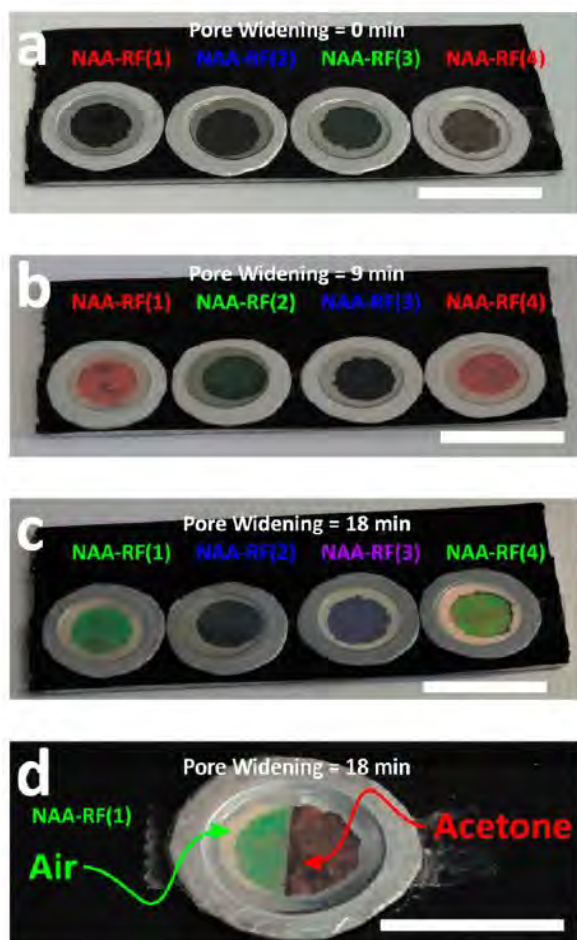 a
Pore Widening = 0 min
NAA-RF(1) NAA-RF(2) NAA-RF(3) NAA-RF(4)
b
Pore Widening = 9 min
NAA-RF(1) NAA-RF(2) NAA-RF(3) NAA-RF(4)
c
Pore Widening = 18 min
NAA-RF(1) NAA-RF(2) NAA-RF(3) NAA-RF(4)
d
Pore Widening = 18 min
NAA-RF(1)
Air
Acetone